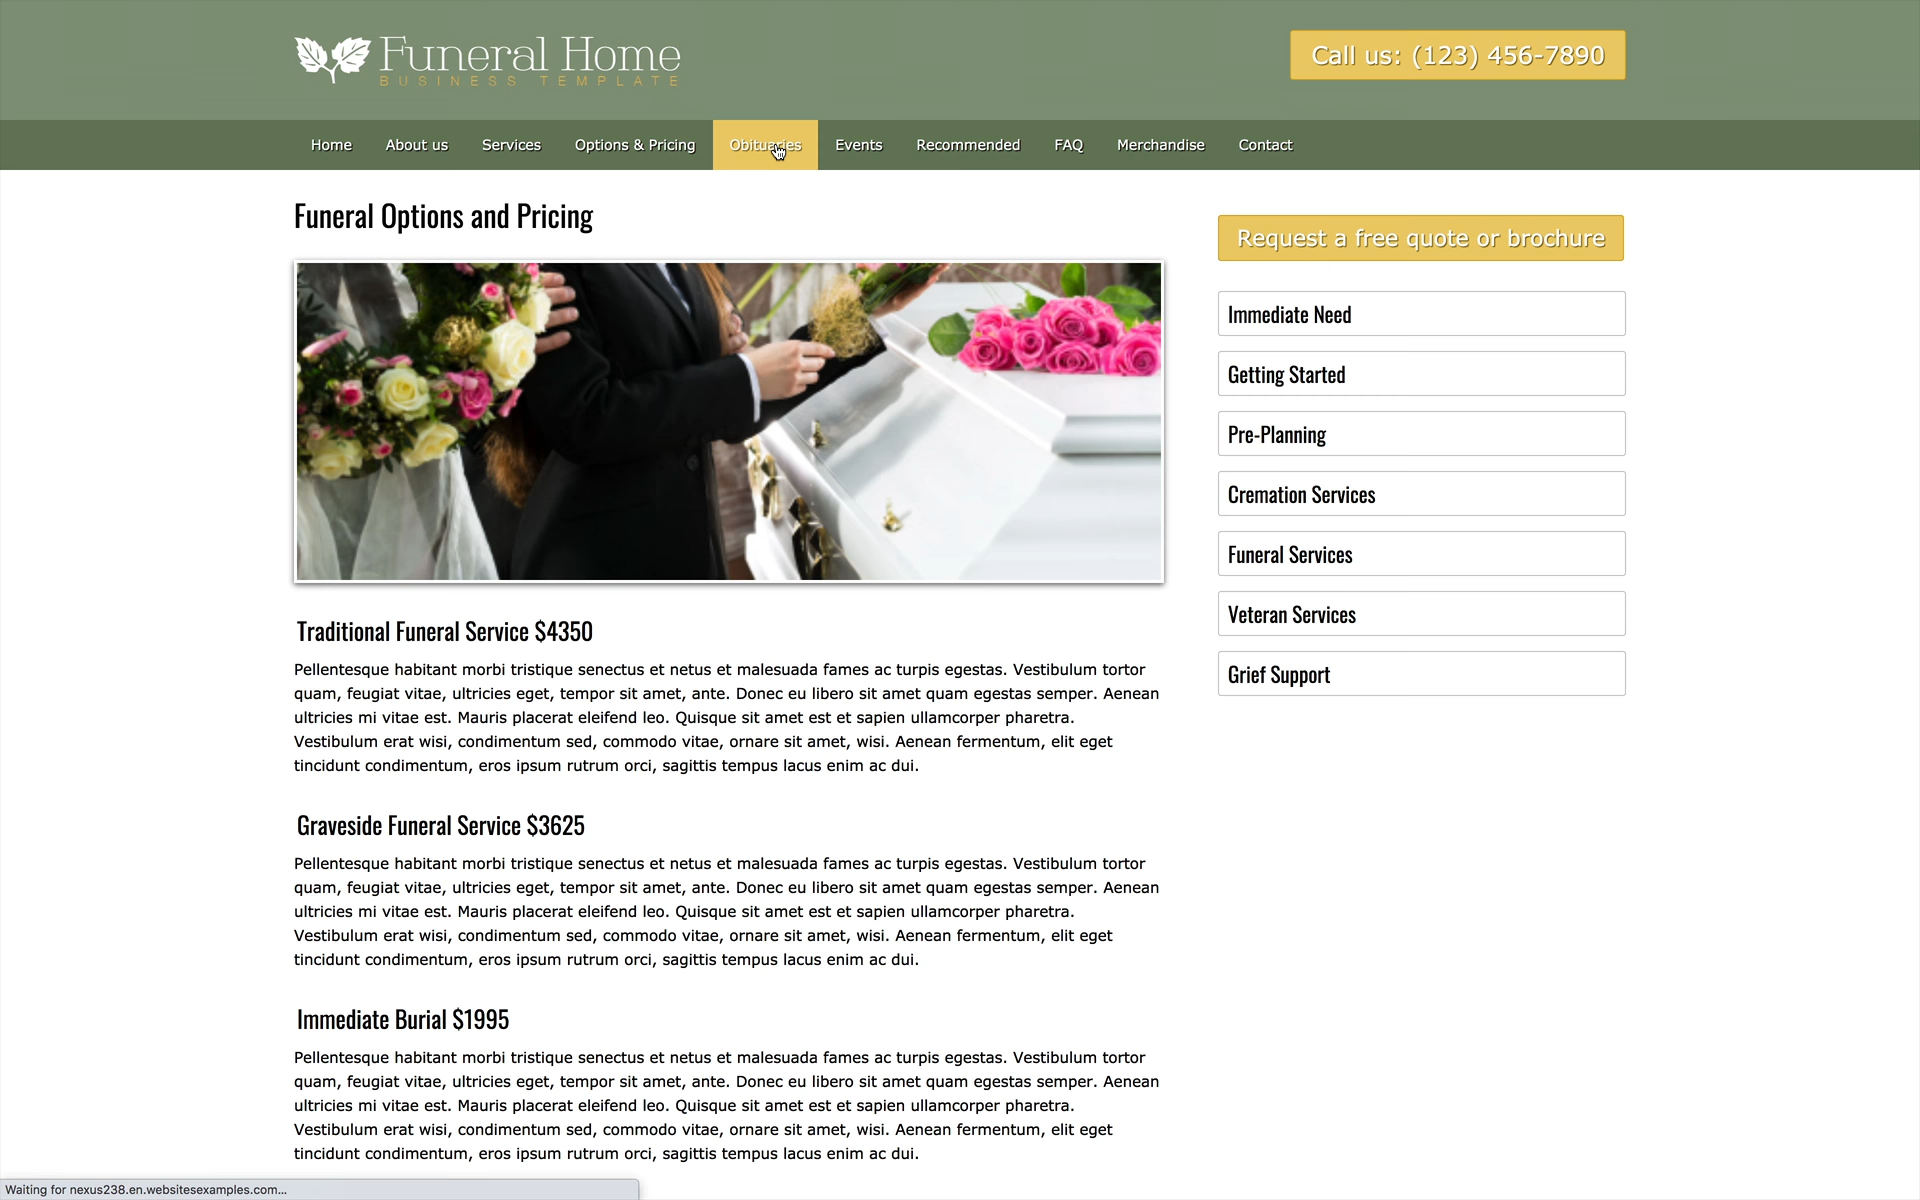 Funeral Home
BUSINESS TEMPLATE
Call us: (123) 456-7890
Home
About us
Services
Options & Pricing
Obituaries
Events
Recommended
FAQ
Merchandise
Contact
Funeral Options and Pricing
Traditional Funeral Service $4350
Pellentesque habitant morbi tristique senectus et netus et malesuada fames ac turpis egestas. Vestibulum tortor
quam, feugiat vitae, ultricies eget, tempor sit amet, ante. Donec eu libero sit amet quam egestas semper. Aenean
ultricies mi vitae est. Mauris placerat eleifend leo. Quisque sit amet est et sapien ullamcorper pharetra.
Vestibulum erat wisi, condimentum sed, commodo vitae, ornare sit amet, wisi. Aenean fermentum, elit eget
tincidunt condimentum, eros ipsum rutrum orci, sagittis tempus lacus enim ac dui.
Graveside Funeral Service $3625
Pellentesque habitant morbi tristique senectus et netus et malesuada fames ac turpis egestas. Vestibulum tortor
quam, feugiat vitae, ultricies eget, tempor sit amet, ante. Donec eu libero sit amet quam egestas semper. Aenean
ultricies mi vitae est. Mauris placerat eleifend leo. Quisque sit amet est et sapien ullamcorper pharetra.
Vestibulum erat wisi, condimentum sed, commodo vitae, ornare sit amet, wisi. Aenean fermentum, elit eget
tincidunt condimentum, eros ipsum rutrum orci, sagittis tempus lacus enim ac dui.
Immediate Burial $1995
Pellentesque habitant morbi tristique senectus et netus et malesuada fames ac turpis egestas. Vestibulum tortor
quam, feugiat vitae, ultricies eget, tempor sit amet, ante. Donec eu libero sit amet quam egestas semper. Aenean
ultricies mi vitae est. Mauris placerat eleifend leo. Quisque sit amet est et sapien ullamcorper pharetra.
Vestibulum erat wisi, condimentum sed, commodo vitae, ornare sit amet, wisi. Aenean fermentum, elit eget
tincidunt condimentum, eros ipsum rutrum orci, sagittis tempus lacus enim ac dui.
Request a free quote or brochure
Immediate Need
Getting Started
Pre-Planning
Cremation Services
Funeral Services
Veteran Services
Grief Support
Waiting for nexus238.en.websitesexamples.com...